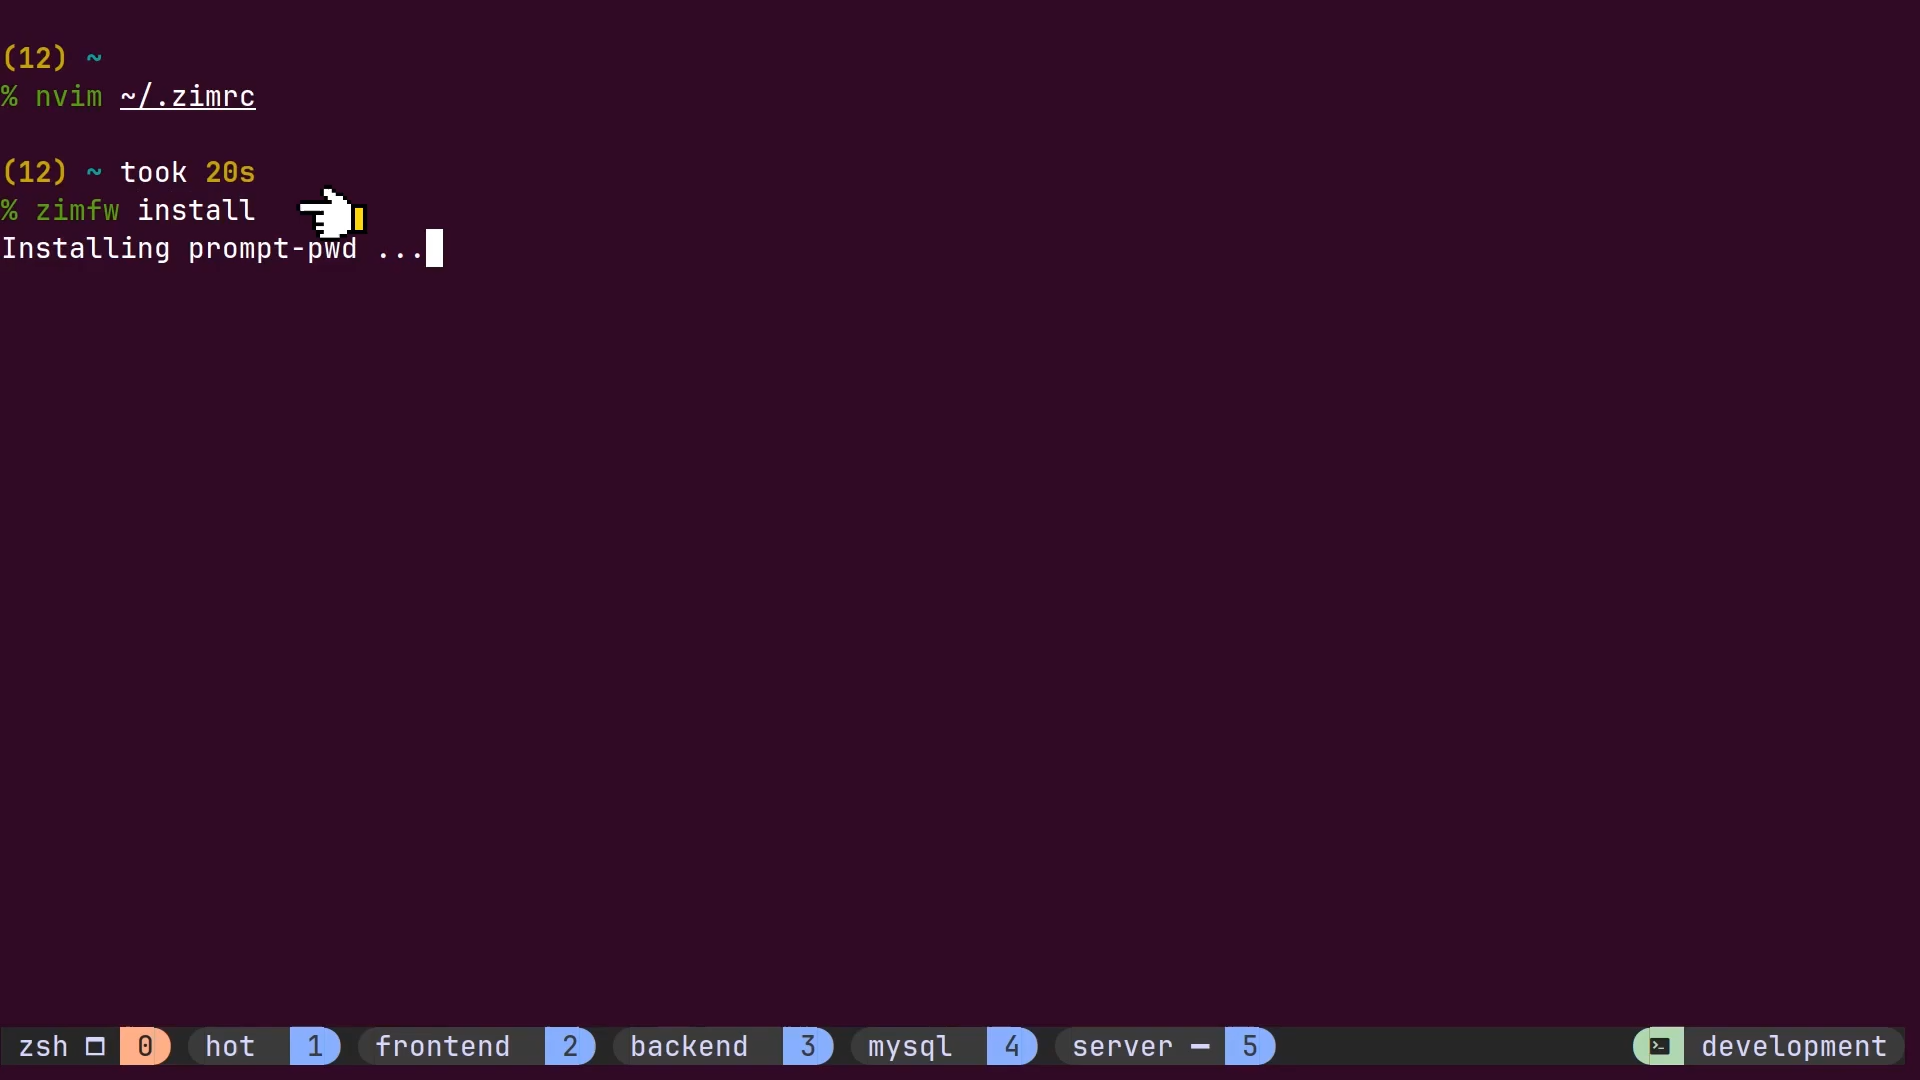 (12) ~
% nvim ~/.zimrc
(12) ~ took 20s
% zimfw install
Installing prompt-pwd ...
zsh 0 hot 1 frontend 2 backend 3 mysql 4 server − 5 development